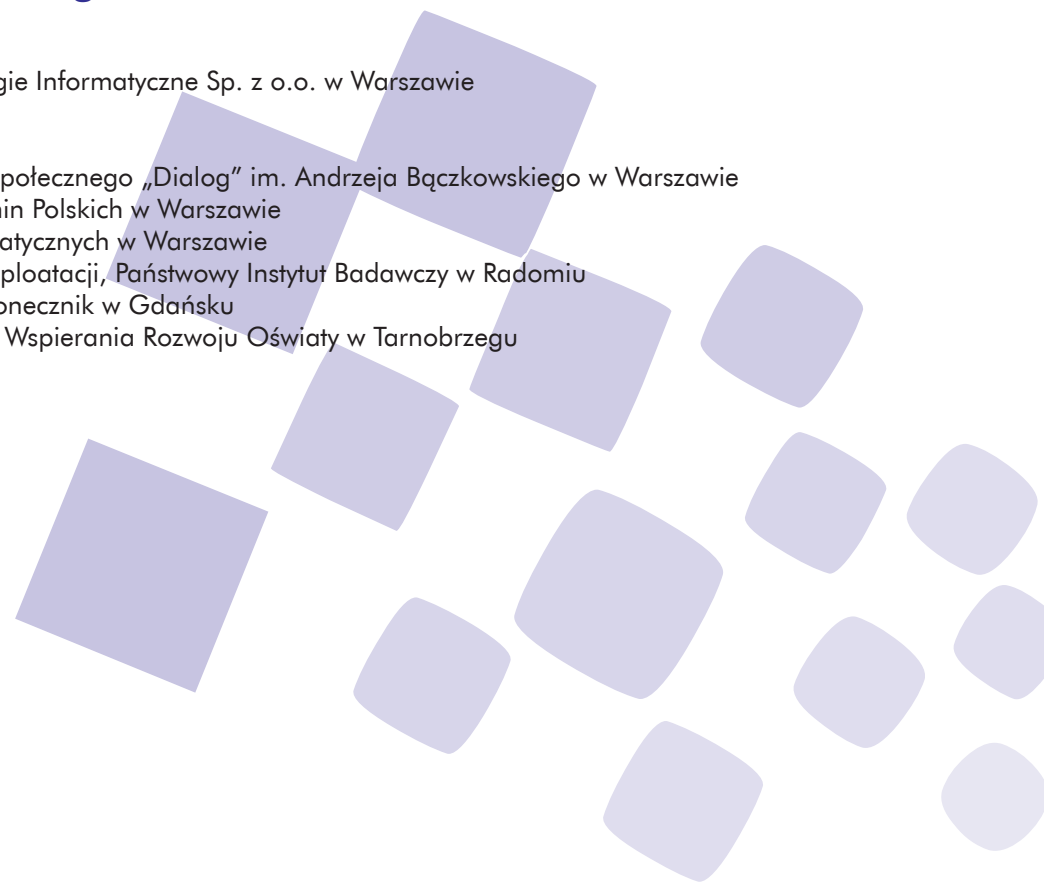 g
gie Informatyczne Sp. z o.o. w Warszawie
połecznego „Dialog” im. Andrzeja Bączkowskiego w Warszawie
nin Polskich w Warszawie
atycznych w Warszawie
ploatacji, Państwowy Instytut Badawczy w Radomiu
onecznik w Gdańsku
Wspierania Rozwoju Oświaty w Tarnobrzegu